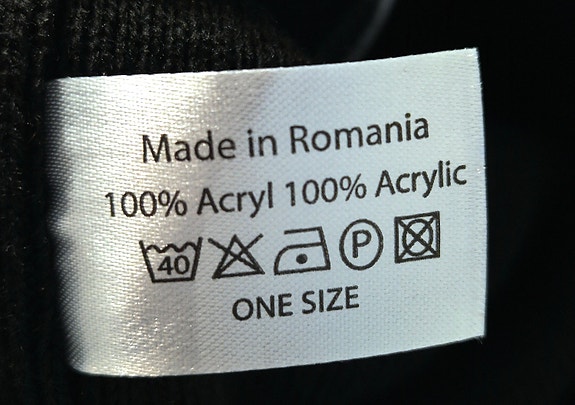 Made in Romania
100% Acryl 100% Acrylic
40 P
ONE SIZE